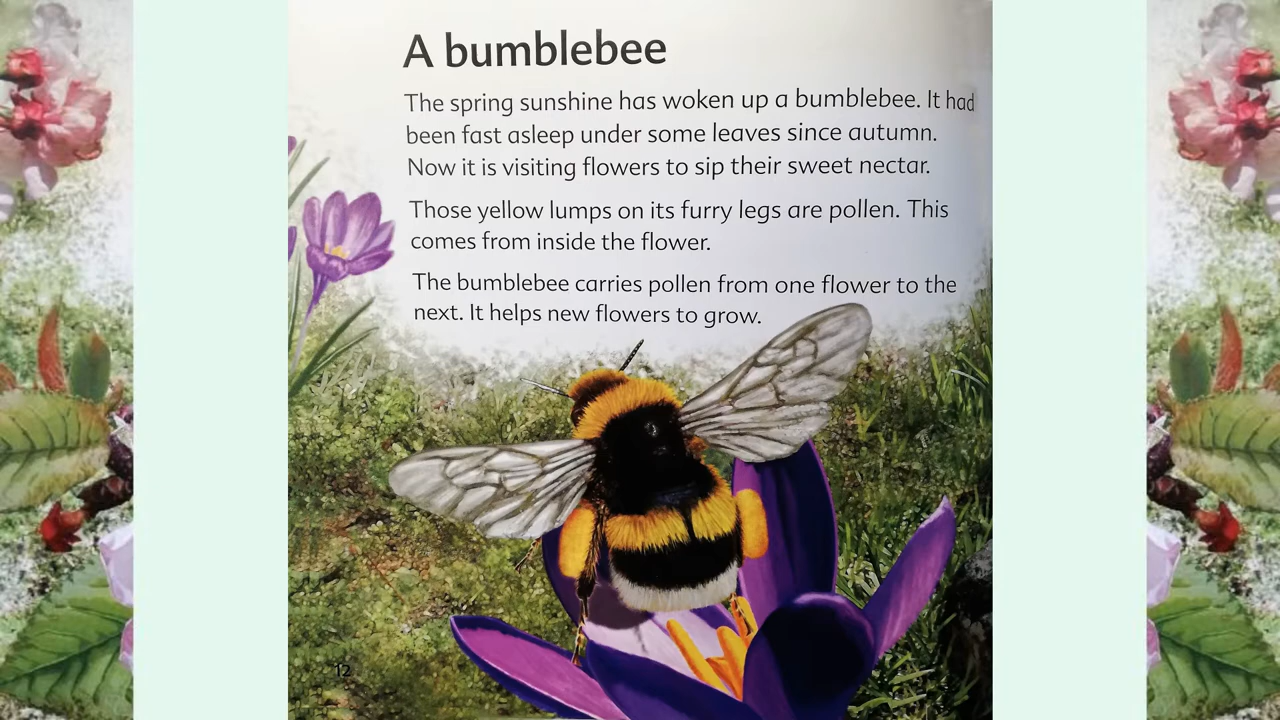 A bumblebee
The spring sunshine has woken up a bumblebee. It had
been fast asleep under some leaves since autumn.
Now it is visiting flowers to sip their sweet nectar.
Those yellow lumps on its furry legs are pollen. This
comes from inside the flower.
The bumblebee carries pollen from one flower to the
next. It helps new flowers to grow.
12